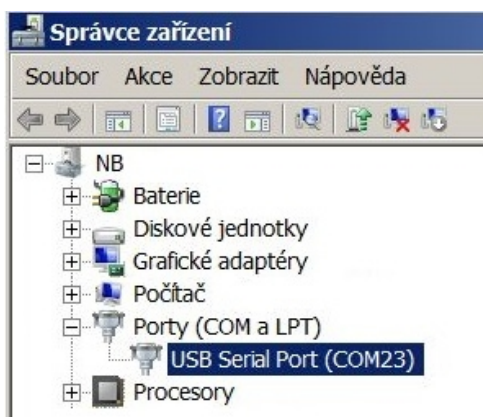 Správce zařízení
Soubor Akce Zobrazit Nápověda
NB
Baterie
Diskové jednotky
Grafické adaptéry
Počítač
Porty (COM a LPT)
USB Serial Port (COM23)
Procesory